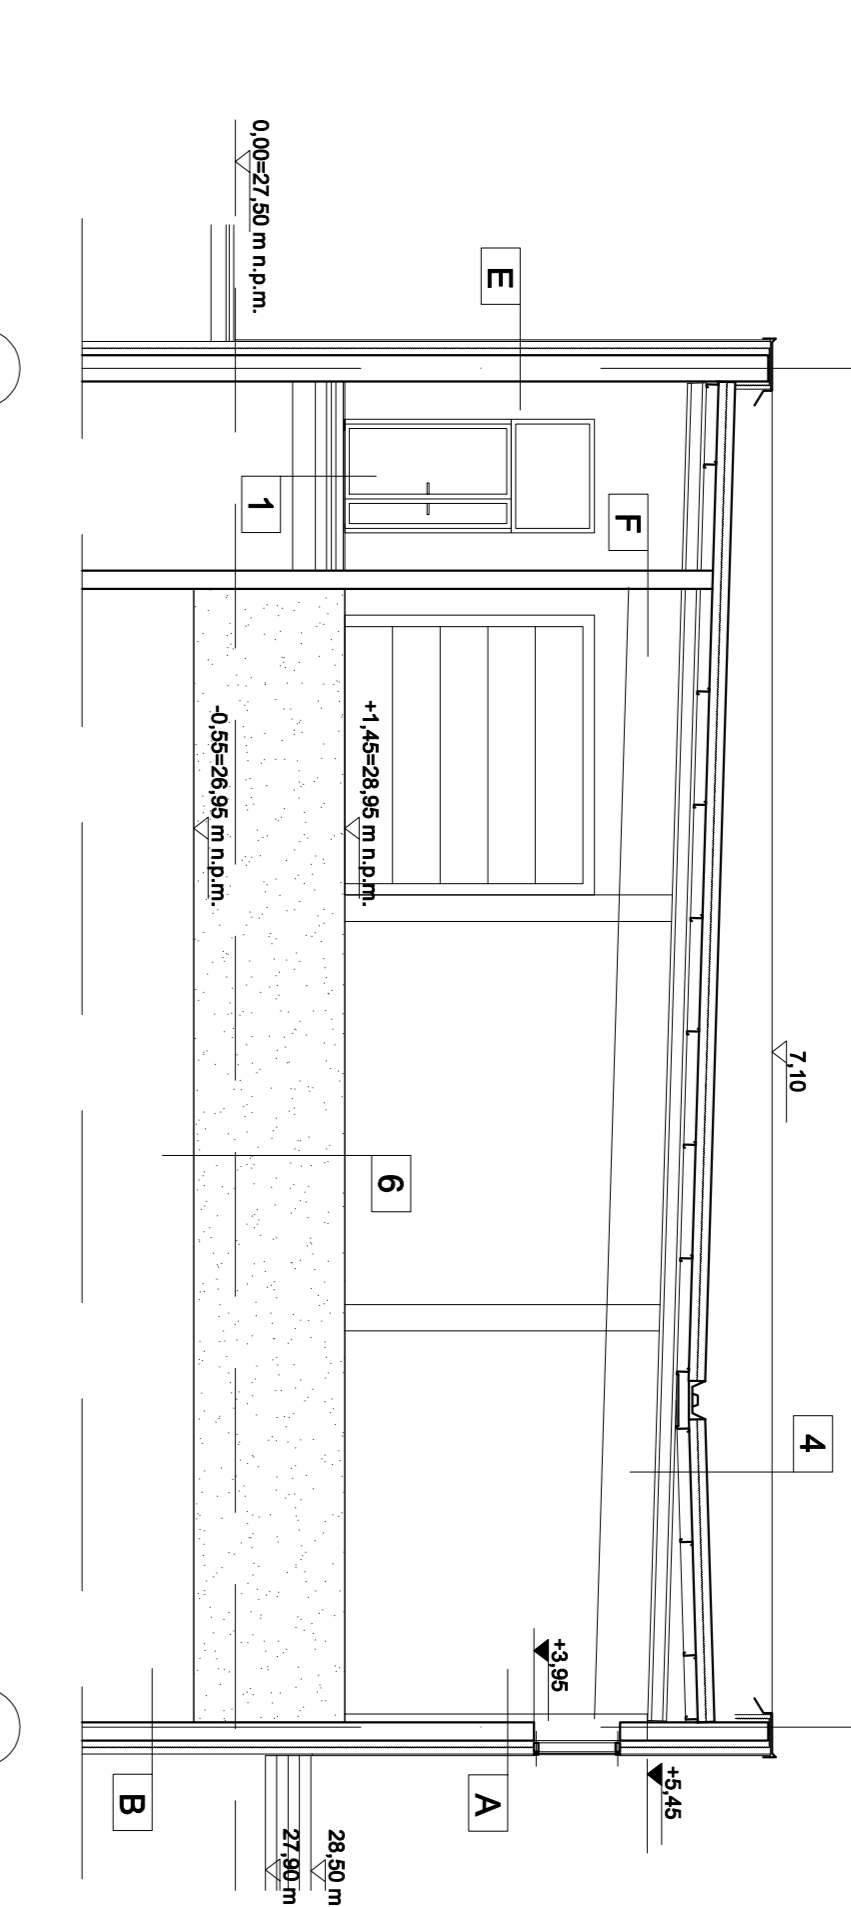 0,00=27,50 m n.p.m.
E
1
F
-0,55=26,95 m n.p.m.
+1,45=28,95 m n.p.m.
7,10
6
4
+3,95
+5,45
A
B
28,50 m
27,90 m